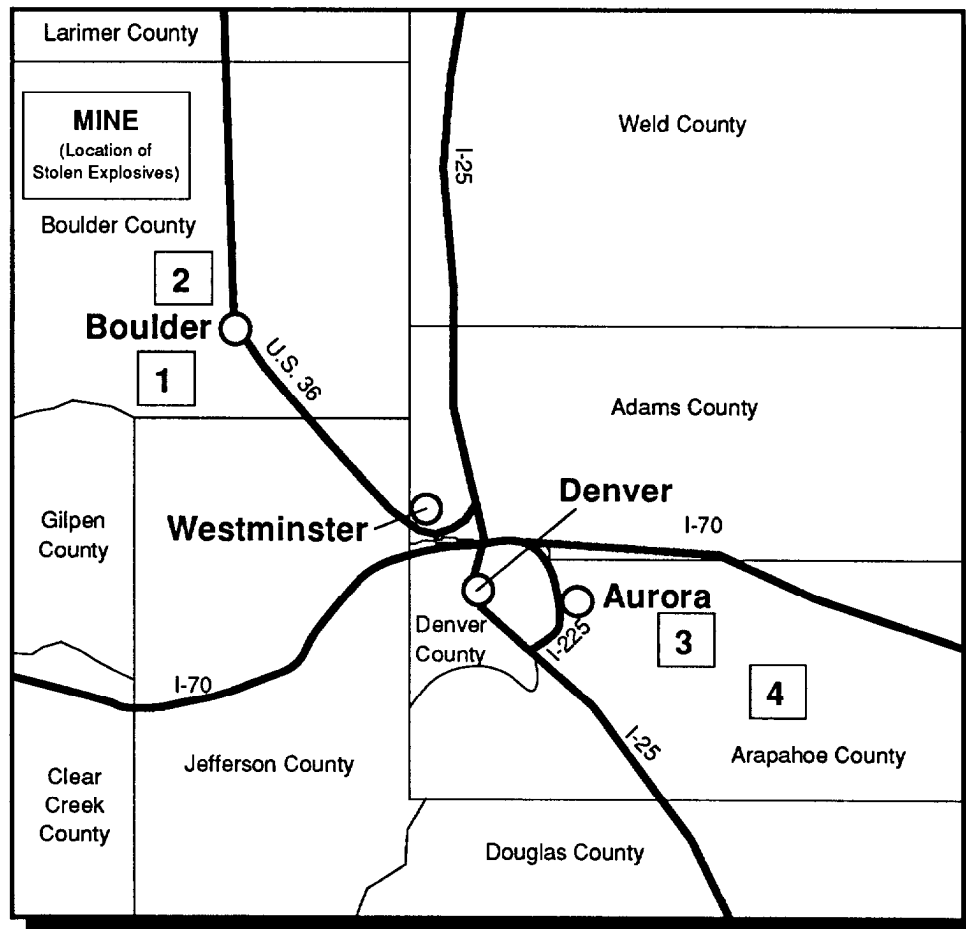 Larimer County
MINE
(Location of
Stolen Explosives)
Weld County
I-25
Boulder County
2
Boulder
U.S. 36
1
Adams County
Denver
Westminster
I-70
Gilpen
County
Aurora
Denver
County
I-225
3
I-70
4
I-25
Jefferson County
Arapahoe County
Clear
Creek
County
Douglas County